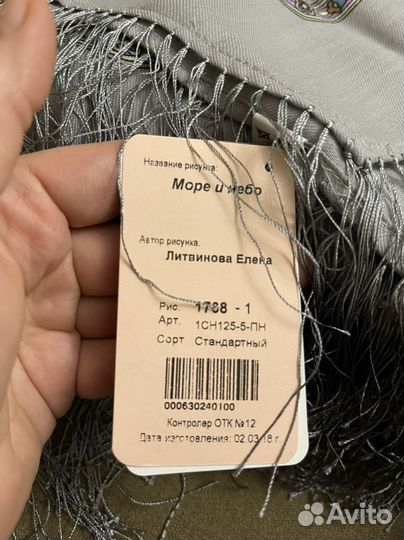 Название рисунка:
Море и небо
Автор рисунка:
Литвинова Елена
Рис. 1788 - 1
Арт. 1СН125-5-ПН
Сорт Стандартный
000630240100
Контролер ОТК №12
Дата изготовления: 02.03.18 г.
Avito